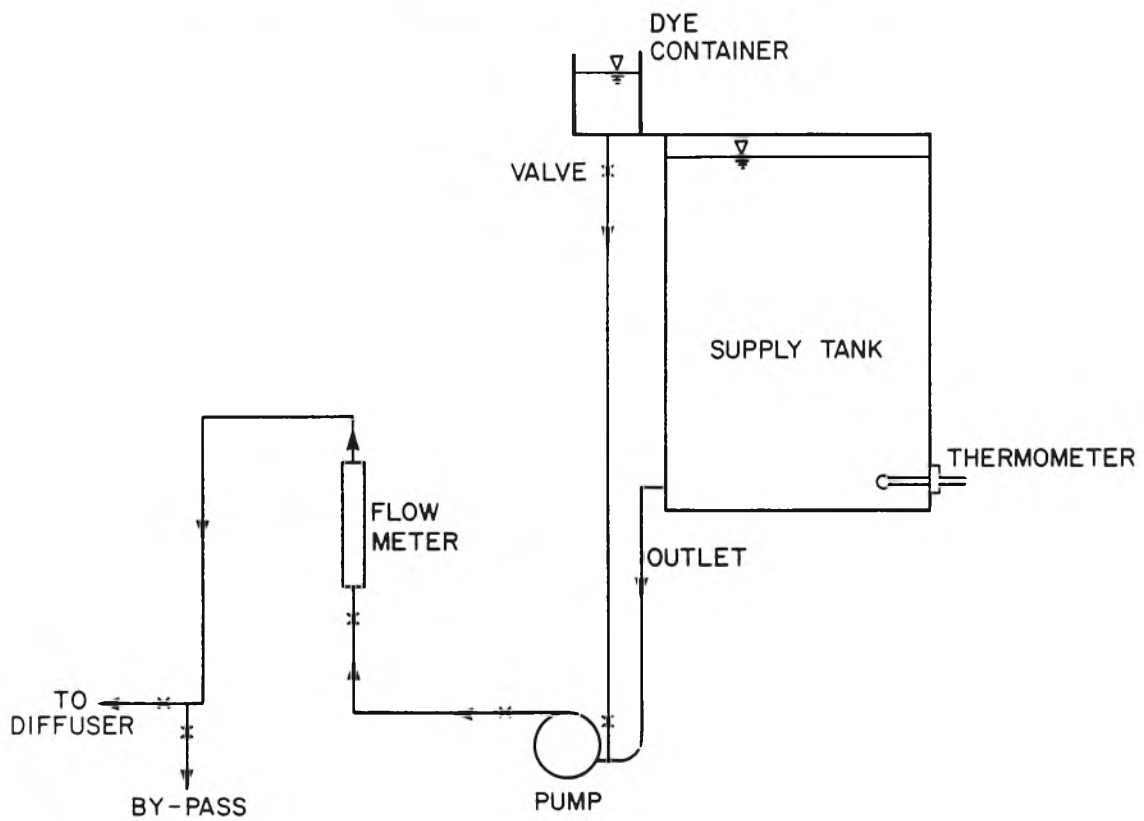 DYE
CONTAINER
VALVE
SUPPLY TANK
THERMOMETER
FLOW
METER
OUTLET
TO
DIFFUSER
PUMP
BY-PASS